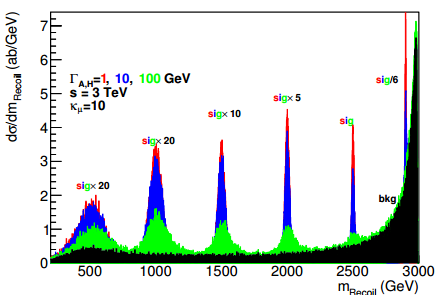 dσ/dm_Recoil (ab/GeV)
7
6
5
4
3
2
1
0
Γ_A,H=1, 10, 100 GeV
s = 3 TeV
κ_μ=10
sig× 20
sig× 20
sig× 10
sig× 5
sig
sig/6
bkg
500 1000 1500 2000 2500 3000
m_Recoil (GeV)